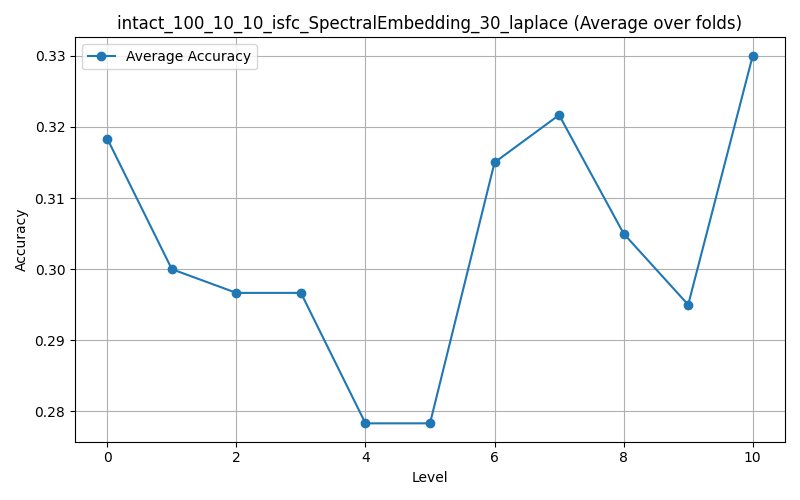 intact_100_10_10_isfc_SpectralEmbedding_30_laplace (Average over folds)
Average Accuracy
0.33
0.32
0.31
0.30
0.29
0.28
Accuracy
0 2 4 6 8 10
Level